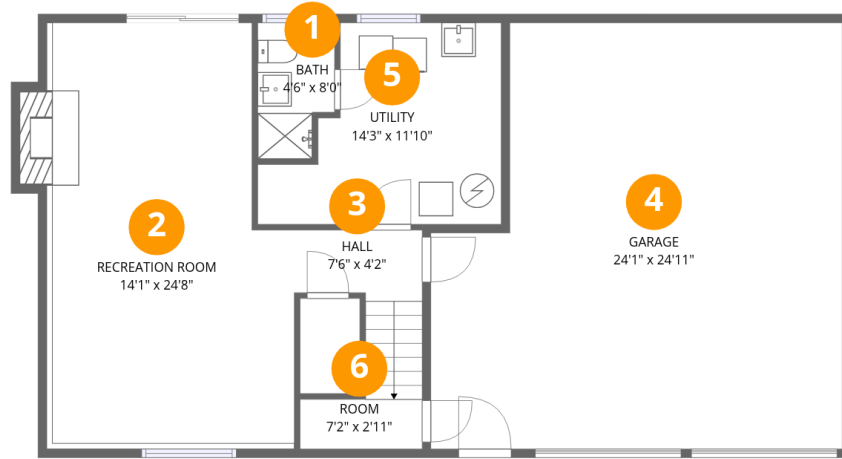 1
BATH
4'6" x 8'0"
5
UTILITY
14'3" x 11'10"
2
RECREATION ROOM
14'1" x 24'8"
3
HALL
7'6" x 4'2"
4
GARAGE
24'1" x 24'11"
6
ROOM
7'2" x 2'11"